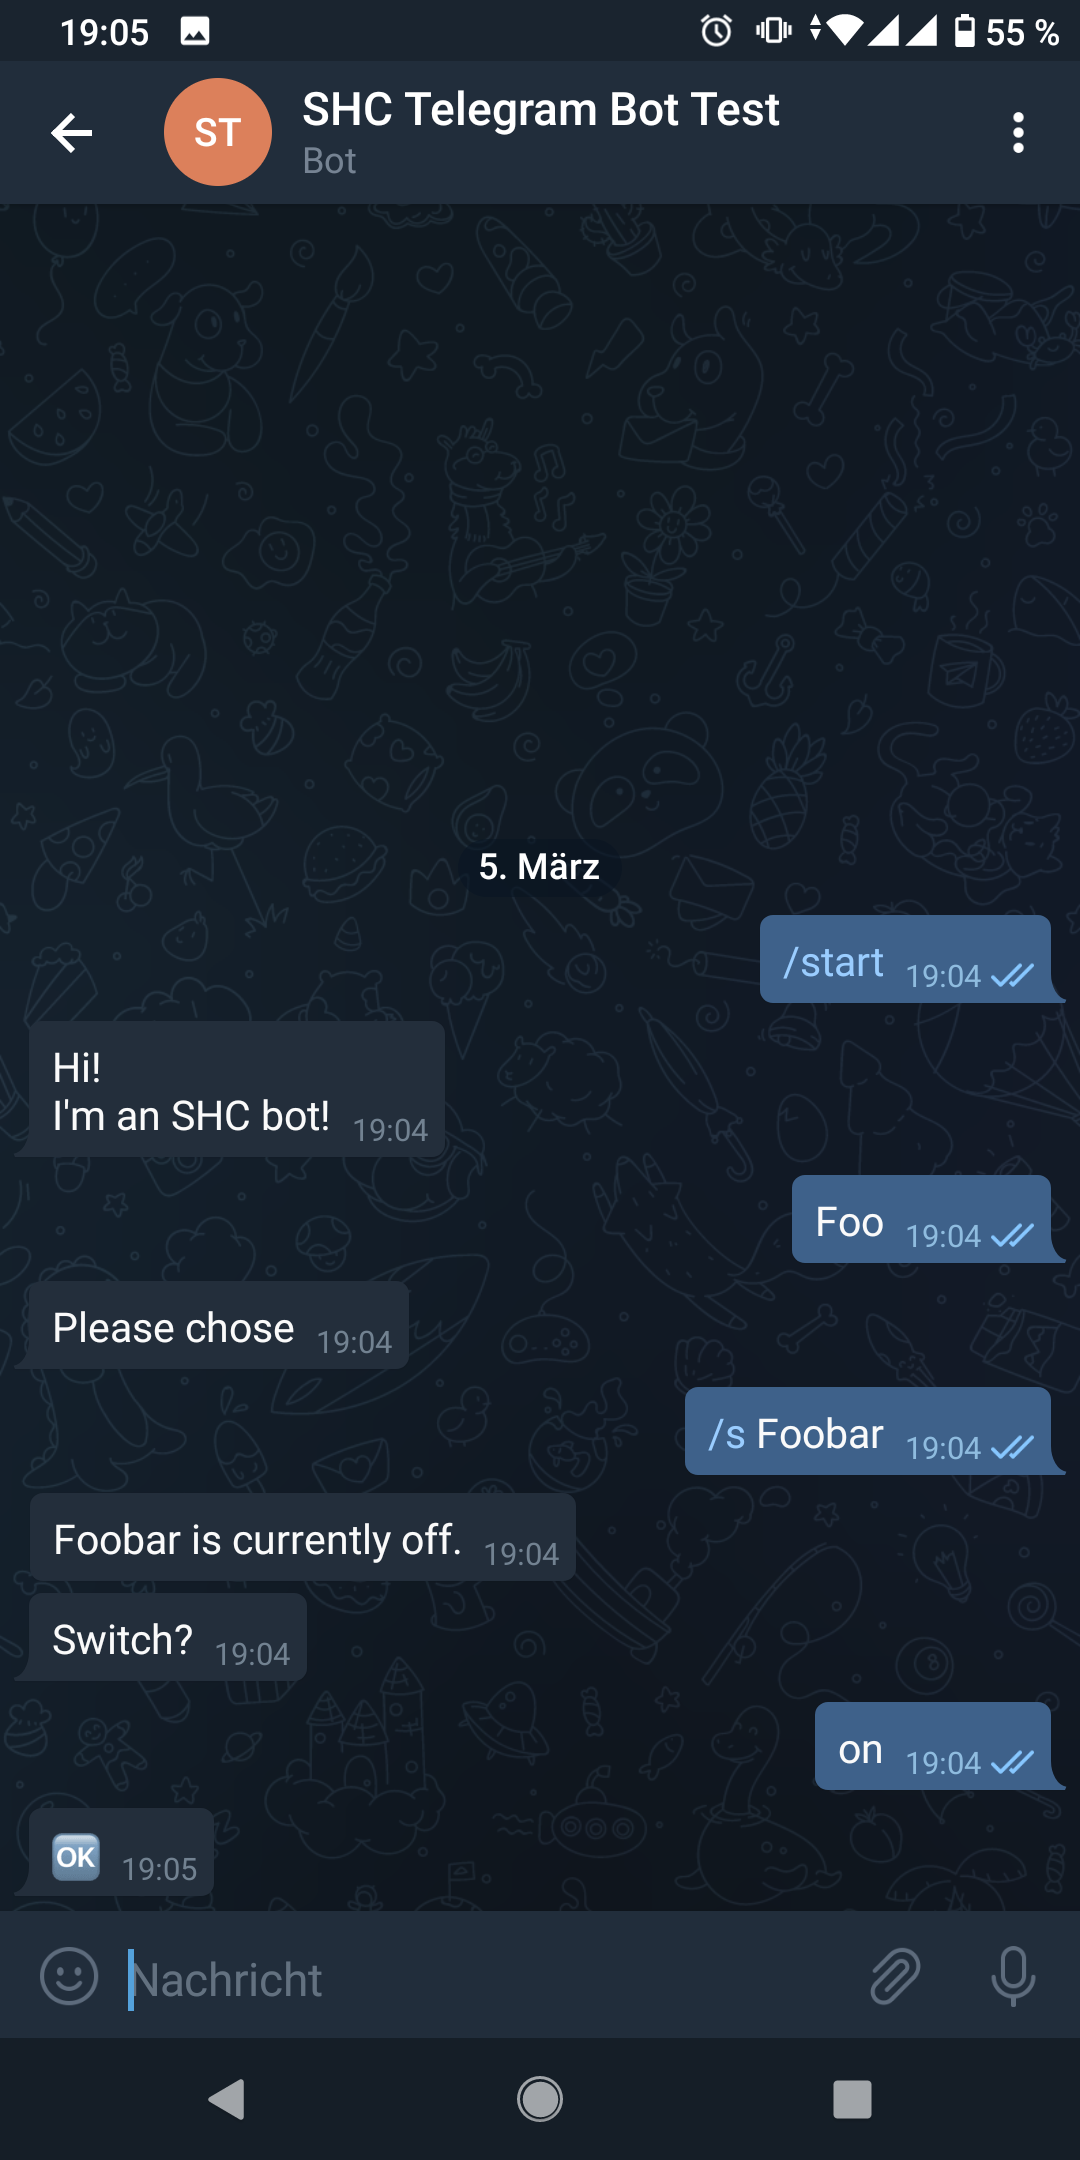 19:05
55 %
ST
SHC Telegram Bot Test
Bot
5. März
/start 19:04
Hi!
I'm an SHC bot! 19:04
Foo 19:04
Please chose 19:04
/s Foobar 19:04
Foobar is currently off. 19:04
Switch? 19:04
on 19:04
OK 19:05
Nachricht